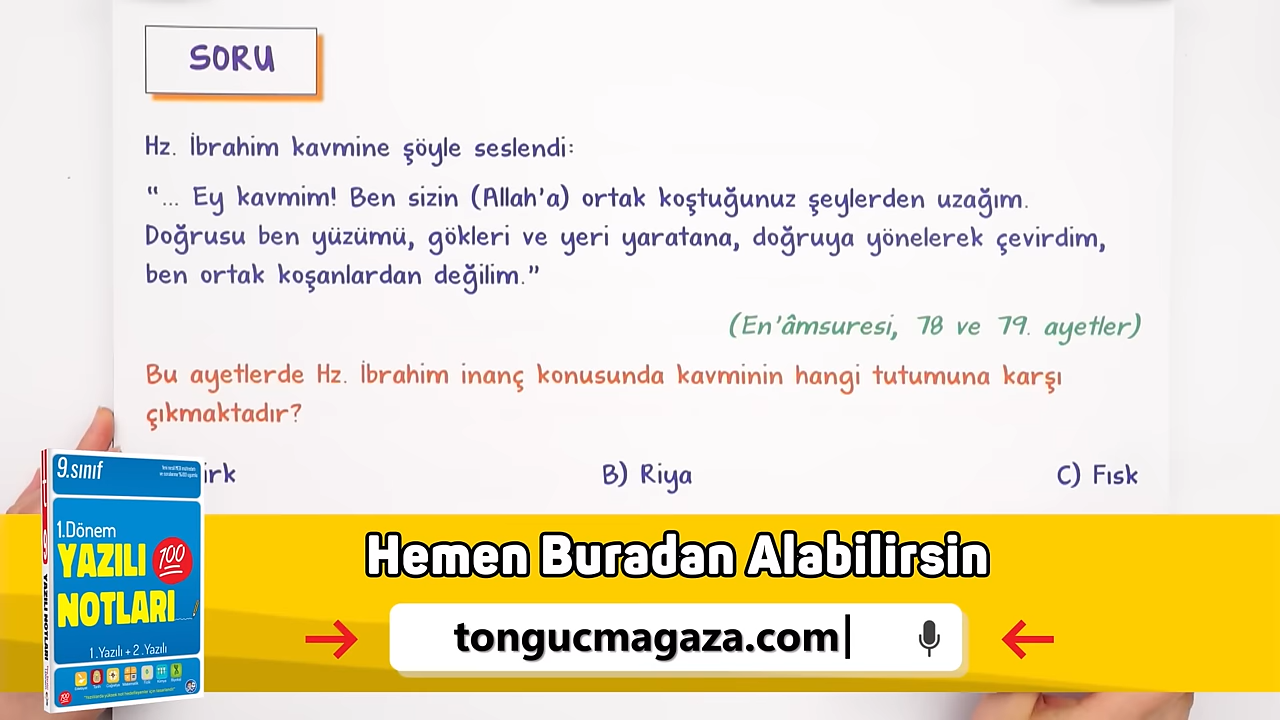 SORU
Hz. İbrahim kavmine şöyle seslendi:
"... Ey kavmim! Ben sizin (Allah'a) ortak koştuğunuz şeylerden uzağım.
Doğrusu ben yüzümü, gökleri ve yeri yaratana, doğruya yönelerek çevirdim,
ben ortak koşanlardan değilim."
(En'âmsuresi, 78 ve 79. ayetler)
Bu ayetlerde Hz. İbrahim inanç konusunda kavminin hangi tutumuna karşı
çıkmaktadır?
irk B) Riya C) Fısk
9.sınıf
1.Dönem
YAZILI
100
NOTLARI
1.Yazılı + 2.Yazılı
YAZILI NOTLARI
Hemen Buradan Alabilirsin
tongucmagaza.com